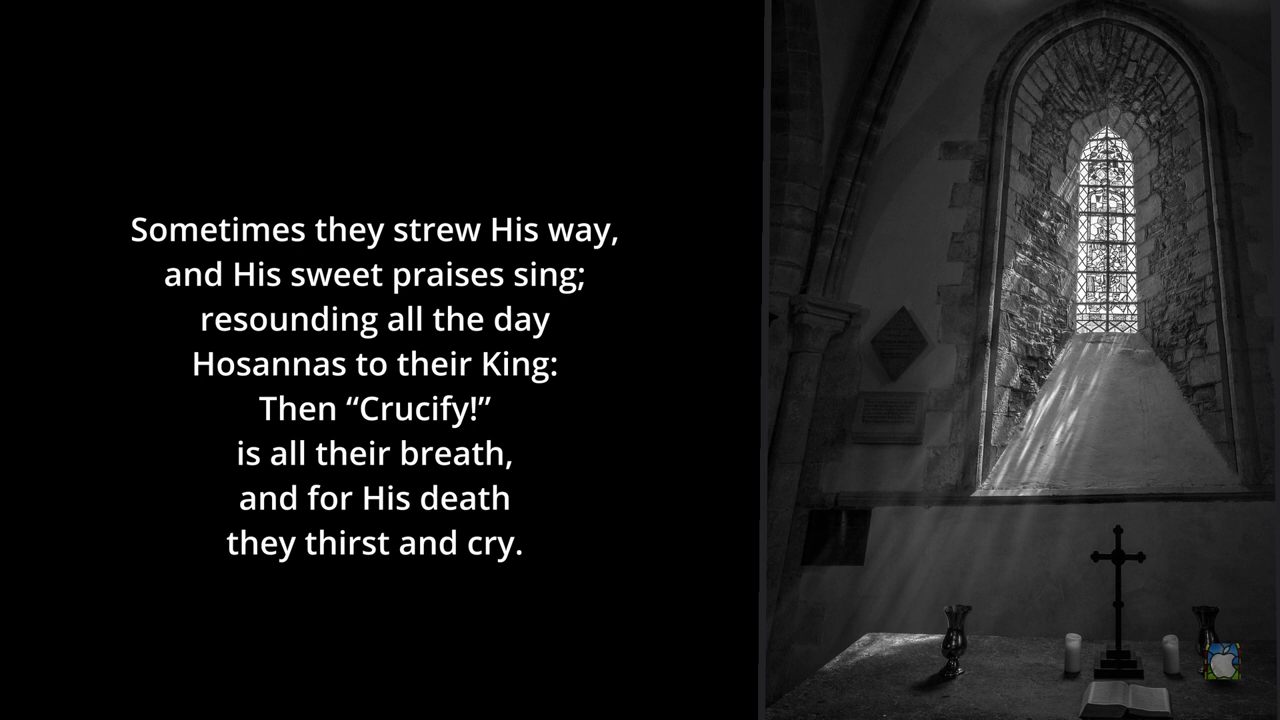 Sometimes they strew His way,
and His sweet praises sing;
resounding all the day
Hosannas to their King:
Then “Crucify!”
is all their breath,
and for His death
they thirst and cry.